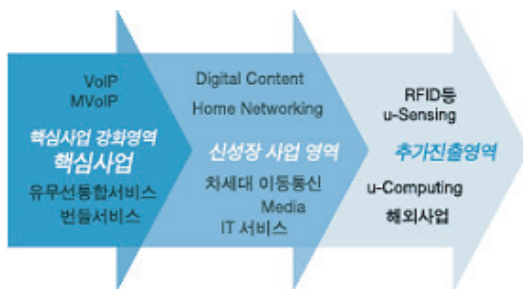 VoIP
MVoIP
핵심사업 강화영역
핵심사업
유무선통합서비스
번들서비스
Digital Content
Home Networking
신성장 사업 영역
차세대 이동통신
Media
IT 서비스
RFID등
u-Sensing
추가진출영역
u-Computing
해외사업